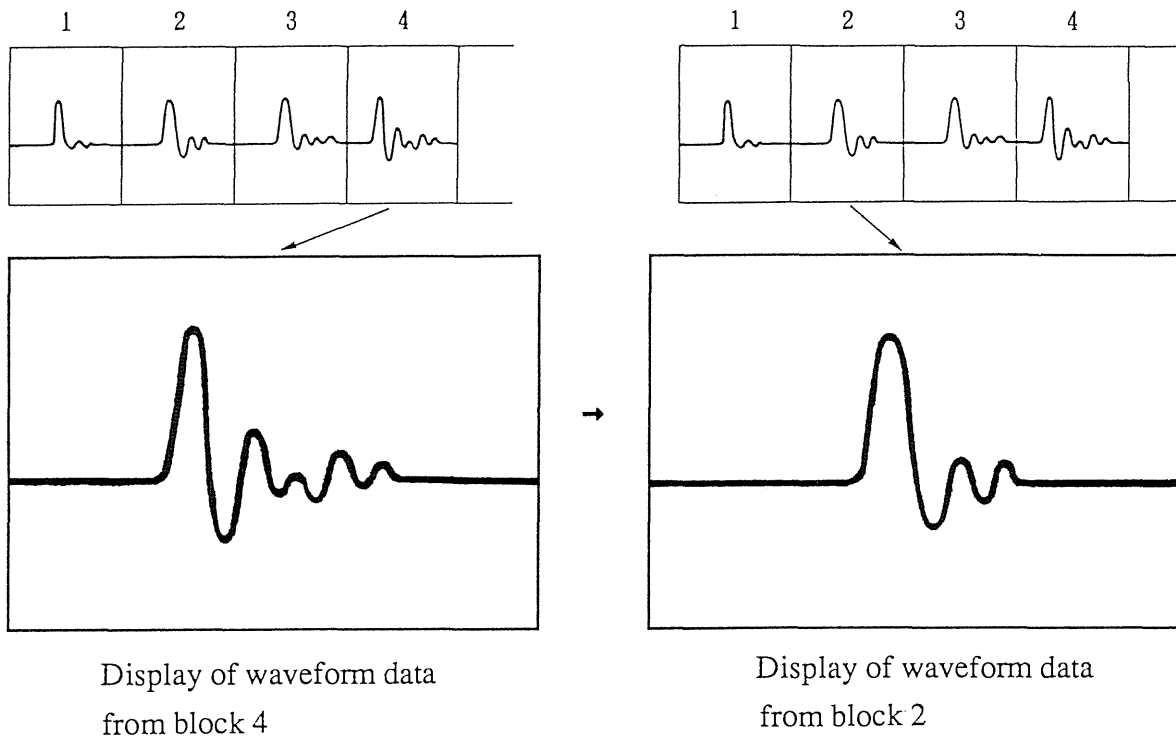 1 2 3 4
1 2 3 4
→
Display of waveform data
from block 4
Display of waveform data
from block 2